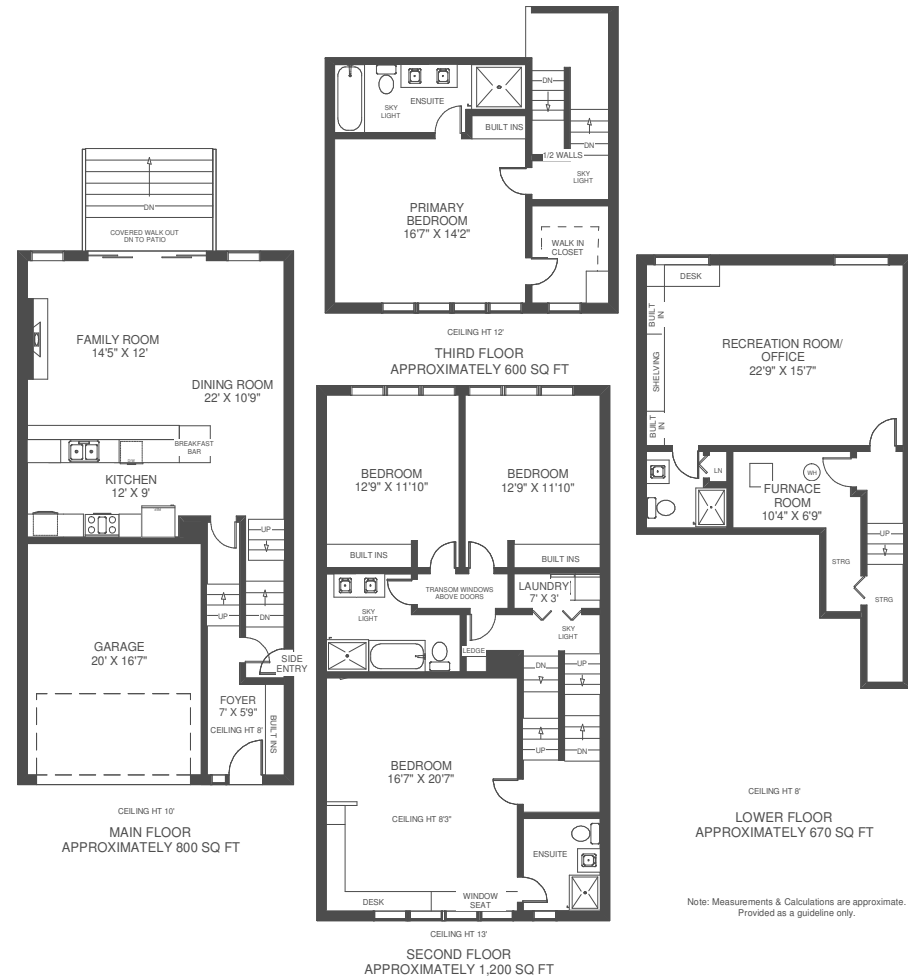 DN
COVERED WALK OUT
DN TO PATIO
FAMILY ROOM
14'5" X 12'
DINING ROOM
22' X 10'9"
BREAKFAST
BAR
KITCHEN
12' X 9'
UP
UP
DN
GARAGE
20' X 16'7"
SIDE
ENTRY
FOYER
7' X 5'9"
CEILING HT 8'
BUILT INS
CEILING HT 10'
MAIN FLOOR
APPROXIMATELY 800 SQ FT
SKY
LIGHT
ENSUITE
BUILT INS
DN
DN
1/2 WALLS
SKY
LIGHT
PRIMARY
BEDROOM
16'7" X 14'2"
WALK IN
CLOSET
CEILING HT 12'
THIRD FLOOR
APPROXIMATELY 600 SQ FT
BEDROOM
12'9" X 11'10"
BEDROOM
12'9" X 11'10"
BUILT INS
BUILT INS
TRANSOM WINDOWS
ABOVE DOORS
LAUNDRY
7' X 3'
SKY
LIGHT
SKY
LIGHT
LEDGE
DN
UP
UP
DN
BEDROOM
16'7" X 20'7"
CEILING HT 8'3"
ENSUITE
DESK
WINDOW
SEAT
CEILING HT 13'
SECOND FLOOR
APPROXIMATELY 1,200 SQ FT
DESK
BUILT
IN
SHELVING
BUILT
IN
RECREATION ROOM/
OFFICE
22'9" X 15'7"
LN
WH
FURNACE
ROOM
10'4" X 6'9"
UP
STRG
STRG
CEILING HT 8'
LOWER FLOOR
APPROXIMATELY 670 SQ FT
Note: Measurements & Calculations are approximate.
Provided as a guideline only.